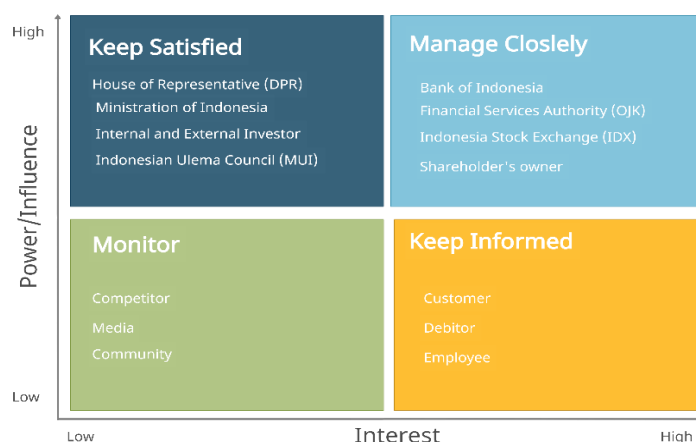 High
Keep Satisfied
House of Representative (DPR)
Ministration of Indonesia
Internal and External Investor
Indonesian Ulema Council (MUI)
Manage Closlely
Bank of Indonesia
Financial Services Authority (OJK)
Indonesia Stock Exchange (IDX)
Shareholder's owner
Power/Influence
Monitor
Competitor
Media
Community
Keep Informed
Customer
Debitor
Employee
Low
Low
Interest
High